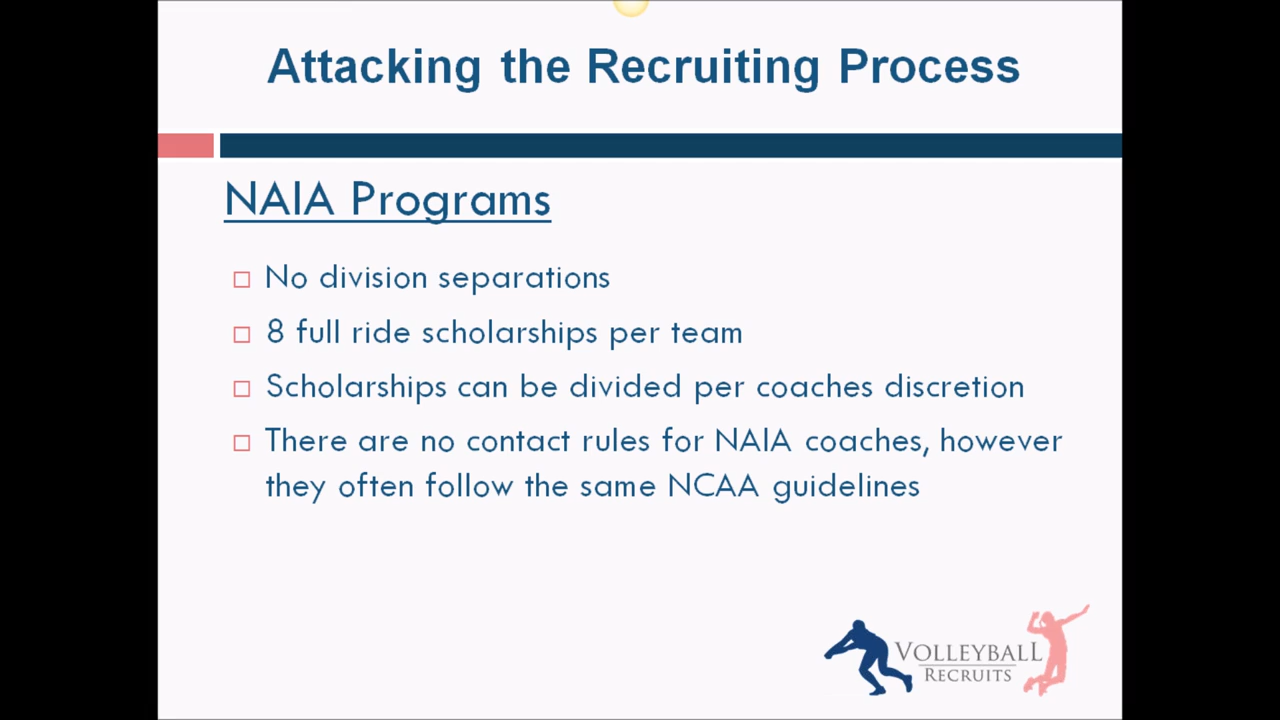 Attacking the Recruiting Process
NAIA Programs
No division separations
8 full ride scholarships per team
Scholarships can be divided per coaches discretion
There are no contact rules for NAIA coaches, however
they often follow the same NCAA guidelines
VOLLEYBALL
RECRUITS